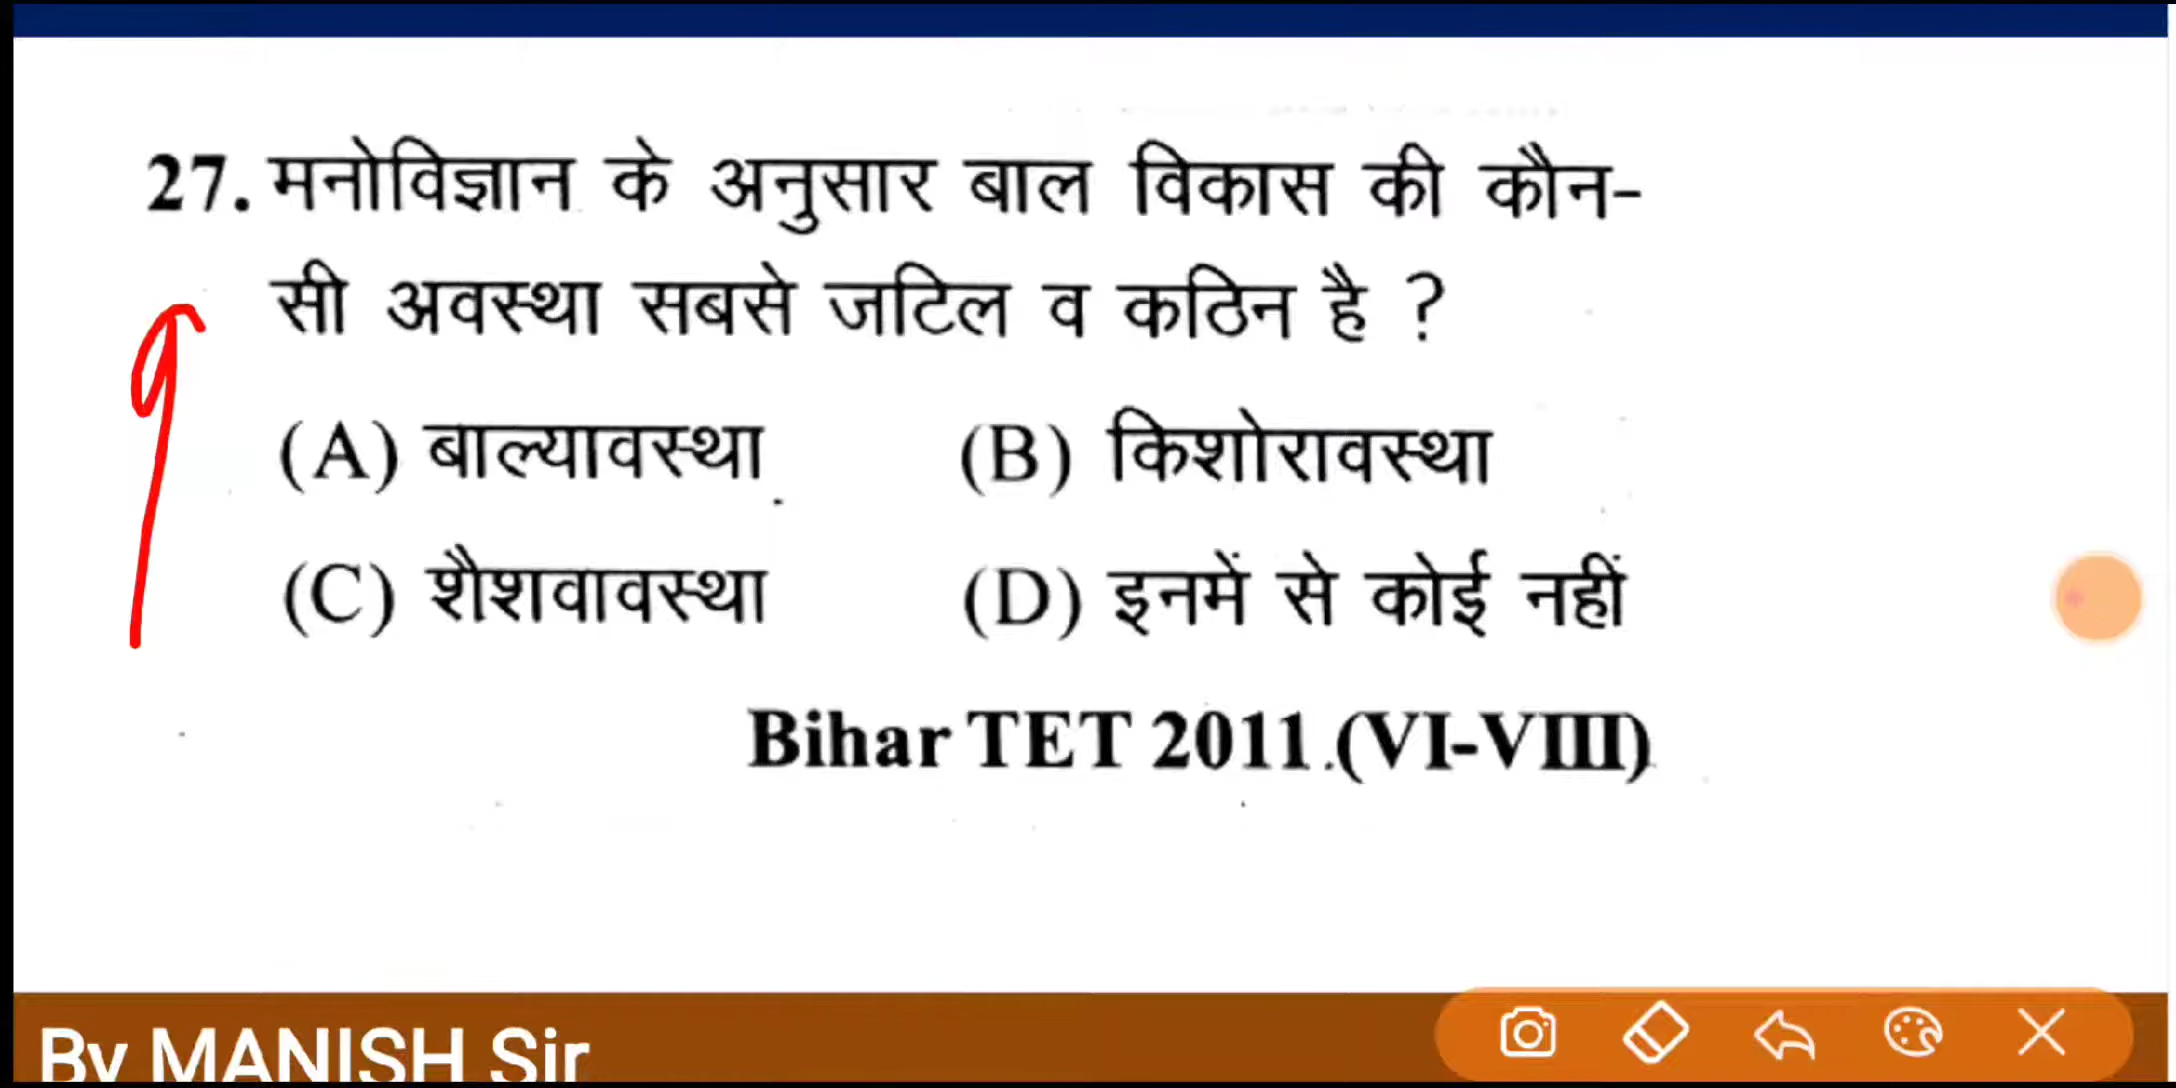 27. मनोविज्ञान के अनुसार बाल विकास की कौन-
सी अवस्था सबसे जटिल व कठिन है ?
(A) बाल्यावस्था (B) किशोरावस्था
(C) शैशवावस्था (D) इनमें से कोई नहीं
Bihar TET 2011.(VI-VIII)
By MANISH Sir